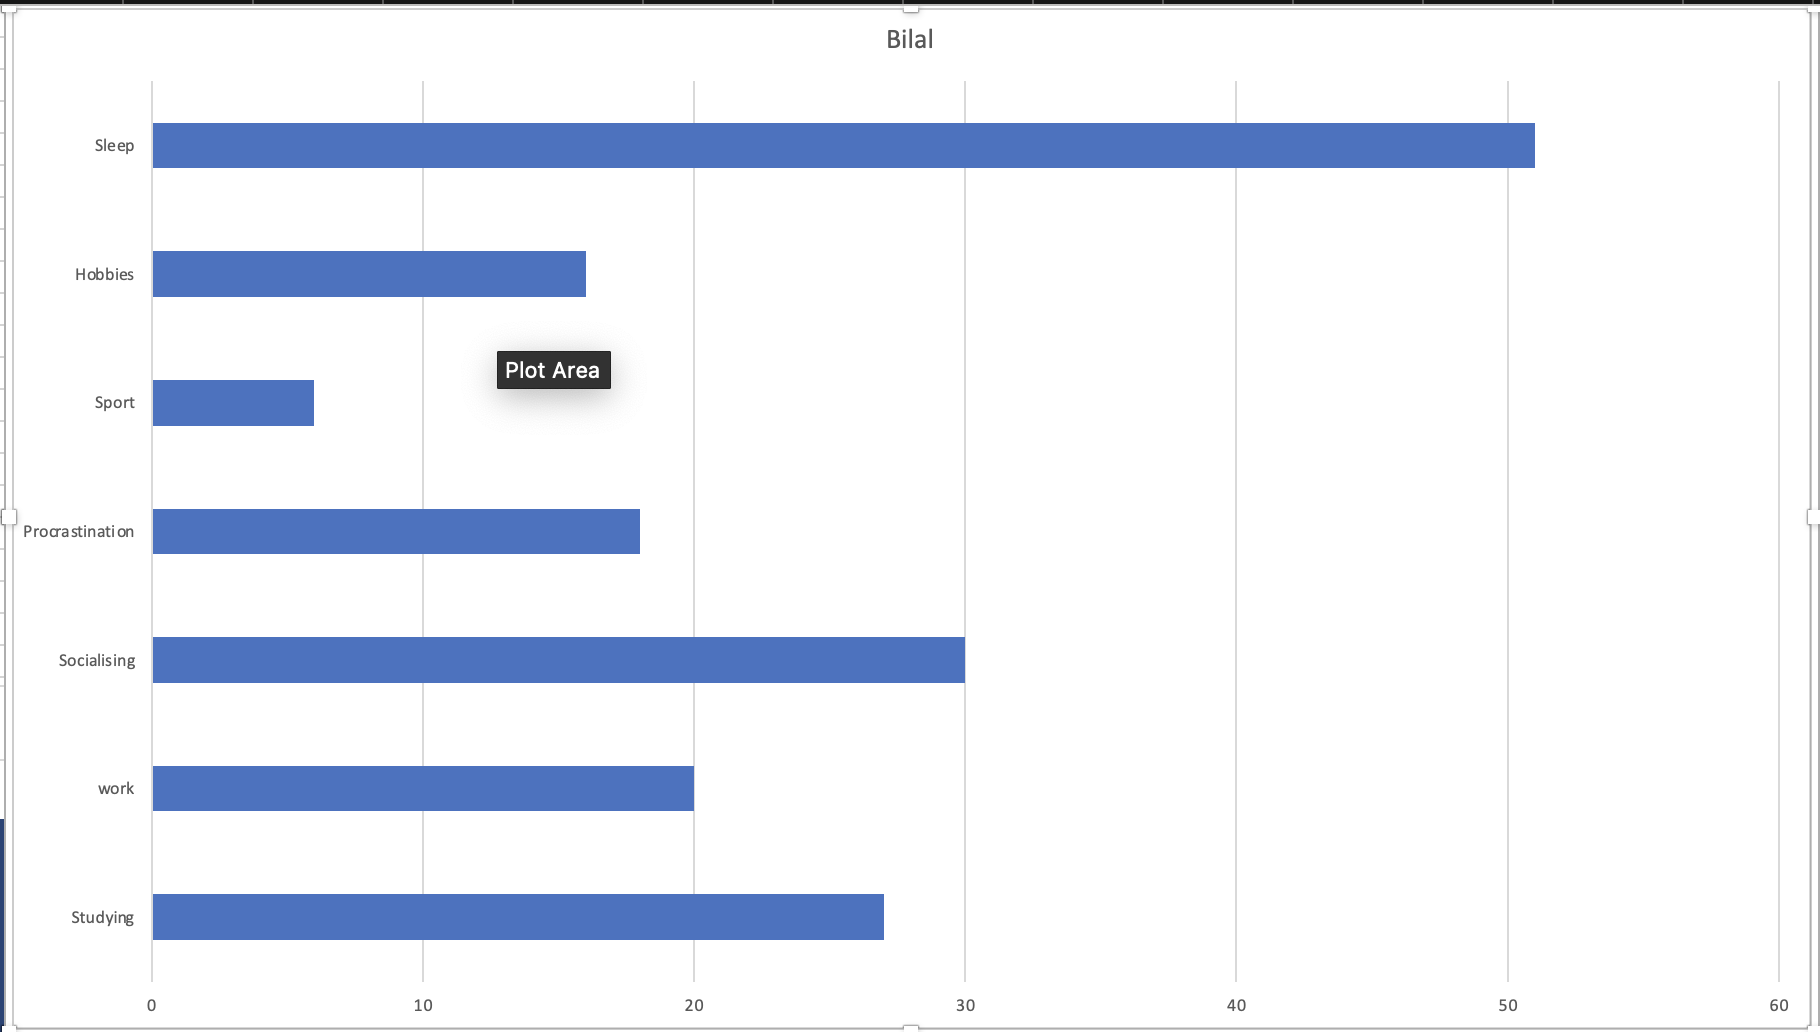 Bilal
Sleep
Hobbies
Plot Area
Sport
Procrastination
Socialising
work
Studying
0 10 20 30 40 50 60